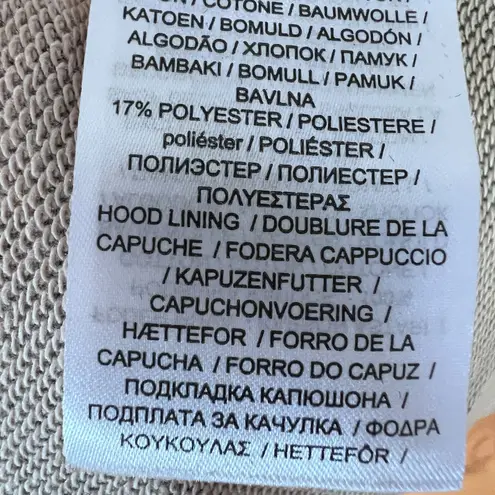 COTONE / BAUMWOLLE /
KATOEN / BOMULD / ALGODÓN /
ALGODÃO / ХЛОПОК / ПАМУК /
BAMBAKI / BOMULL / PAMUK /
BAVLNA
17% POLYESTER / POLIESTERE /
poliéster / POLIÉSTER /
ПОЛИЭСТЕР / ПОЛИЕСТЕР /
ΠΟΛΥΕΣΤΕΡΑΣ
HOOD LINING / DOUBLURE DE LA
CAPUCHE / FODERA CAPPUCCIO
/ KAPUZENFUTTER /
CAPUCHONVOERING /
HÆTTEFOR / FORRO DE LA
CAPUCHA / FORRO DO CAPUZ /
ПОДКЛАДКА КАПЮШОНА /
ПОДПЛАТА ЗА КАЧУЛКА / ΦΟΔΡΑ
ΚΟΥΚΟΥΛΑΣ / HETTEFÔR /